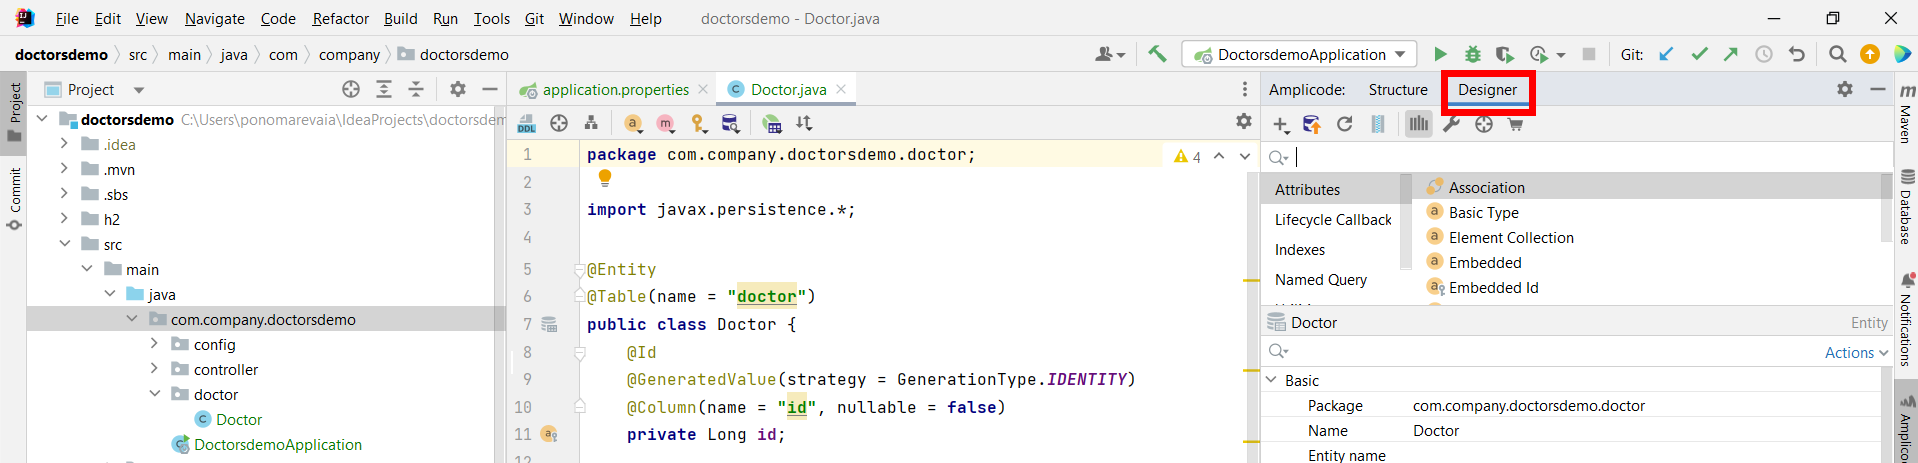 File Edit View Navigate Code Refactor Build Run Tools Git Window Help doctorsdemo - Doctor.java
doctorsdemo src main java com company doctorsdemo DoctorsdemoApplication Git:
Project
Commit
Project
doctorsdemo C:\Users\ponomarevaia\IdeaProjects\doctorsdem
.idea
.mvn
.sbs
h2
src
main
java
com.company.doctorsdemo
config
controller
doctor
Doctor
DoctorsdemoApplication
application.properties Doctor.java
DDL
4
1 package com.company.doctorsdemo.doctor;
2
3 import javax.persistence.*;
4
5 @Entity
6 @Table(name = "doctor")
7 public class Doctor {
8 @Id
9 @GeneratedValue(strategy = GenerationType.IDENTITY)
10 @Column(name = "id", nullable = false)
11 private Long id;
12
Amplicode: Structure Designer
Attributes
Lifecycle Callback
Indexes
Named Query
Association
Basic Type
Element Collection
Embedded
Embedded Id
Doctor Entity
Actions
Basic
Package com.company.doctorsdemo.doctor
Name Doctor
Entity name
Maven
Database
Notifications
Amplico